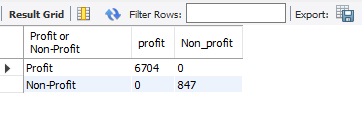 Result Grid Filter Rows: Export:
Profit or profit Non_profit
Non-Profit
Profit 6704 0
Non-Profit 0 847